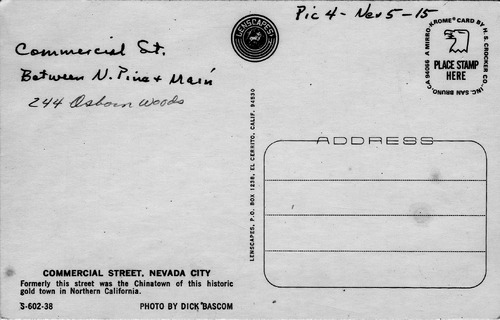 Pic 4 - Nev 5 - 15
Commercial St.
Between N. Pine & Main
244 Osborn Woods
LENSCAPES
A MIRRO-KROME® CARD BY H. S. CROCKER CO., INC. SAN BRUNO, CA. 94066
PLACE STAMP
HERE
ADDRESS
LENSCAPES, P.O. BOX 1236, EL CERRITO, CALIF. 94530
COMMERCIAL STREET, NEVADA CITY
Formerly this street was the Chinatown of this historic
gold town in Northern California.
S-602-38
PHOTO BY DICK BASCOM